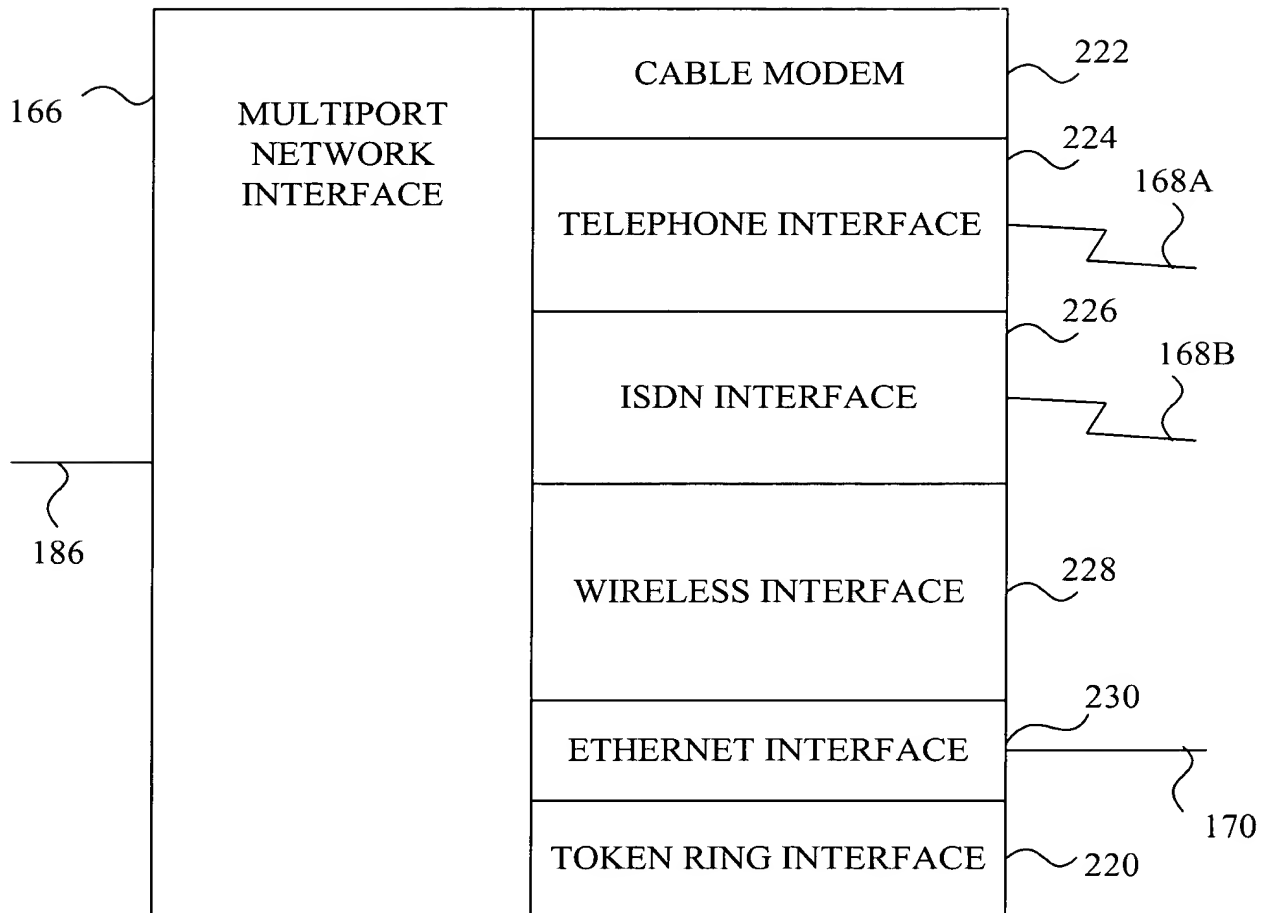 CABLE MODEM
222
166
MULTIPORT
NETWORK
INTERFACE
224
168A
TELEPHONE INTERFACE
226
168B
ISDN INTERFACE
186
WIRELESS INTERFACE
228
230
ETHERNET INTERFACE
170
TOKEN RING INTERFACE
220